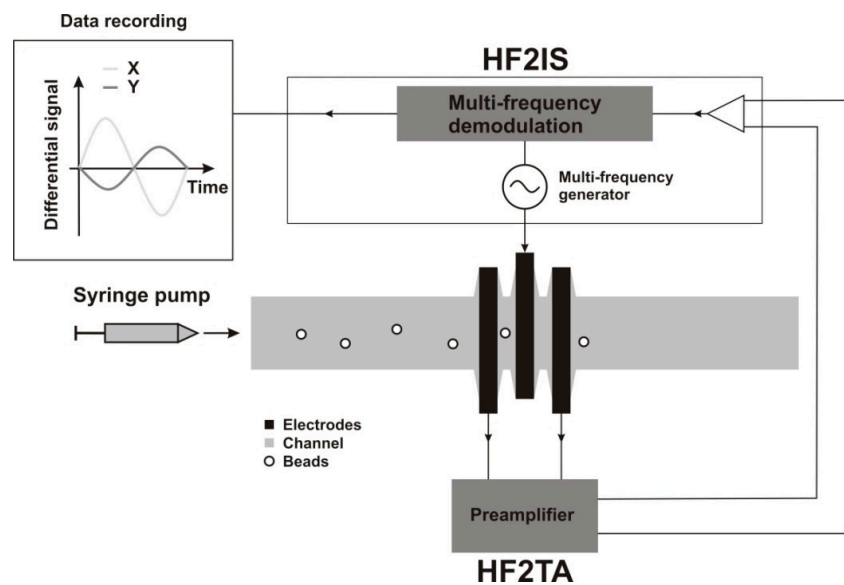 Data recording
X
Y
Differential signal
Time
HF2IS
Multi-frequency
demodulation
Multi-frequency
generator
Syringe pump
Electrodes
Channel
Beads
Preamplifier
HF2TA